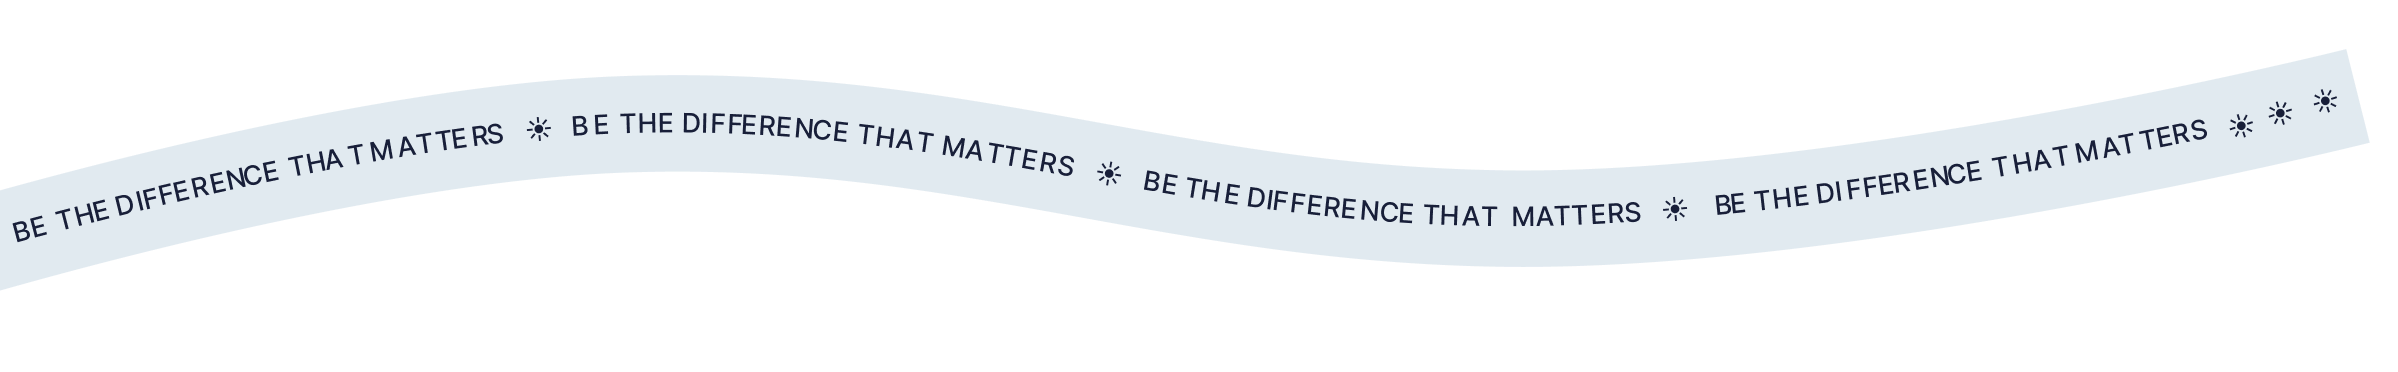 BE THE DIFFERENCE THAT MATTERS ☀ BE THE DIFFERENCE THAT MATTERS ☀ BE THE DIFFERENCE THAT MATTERS ☀ BE THE DIFFERENCE THAT MATTERS ☀ ☀ ☀